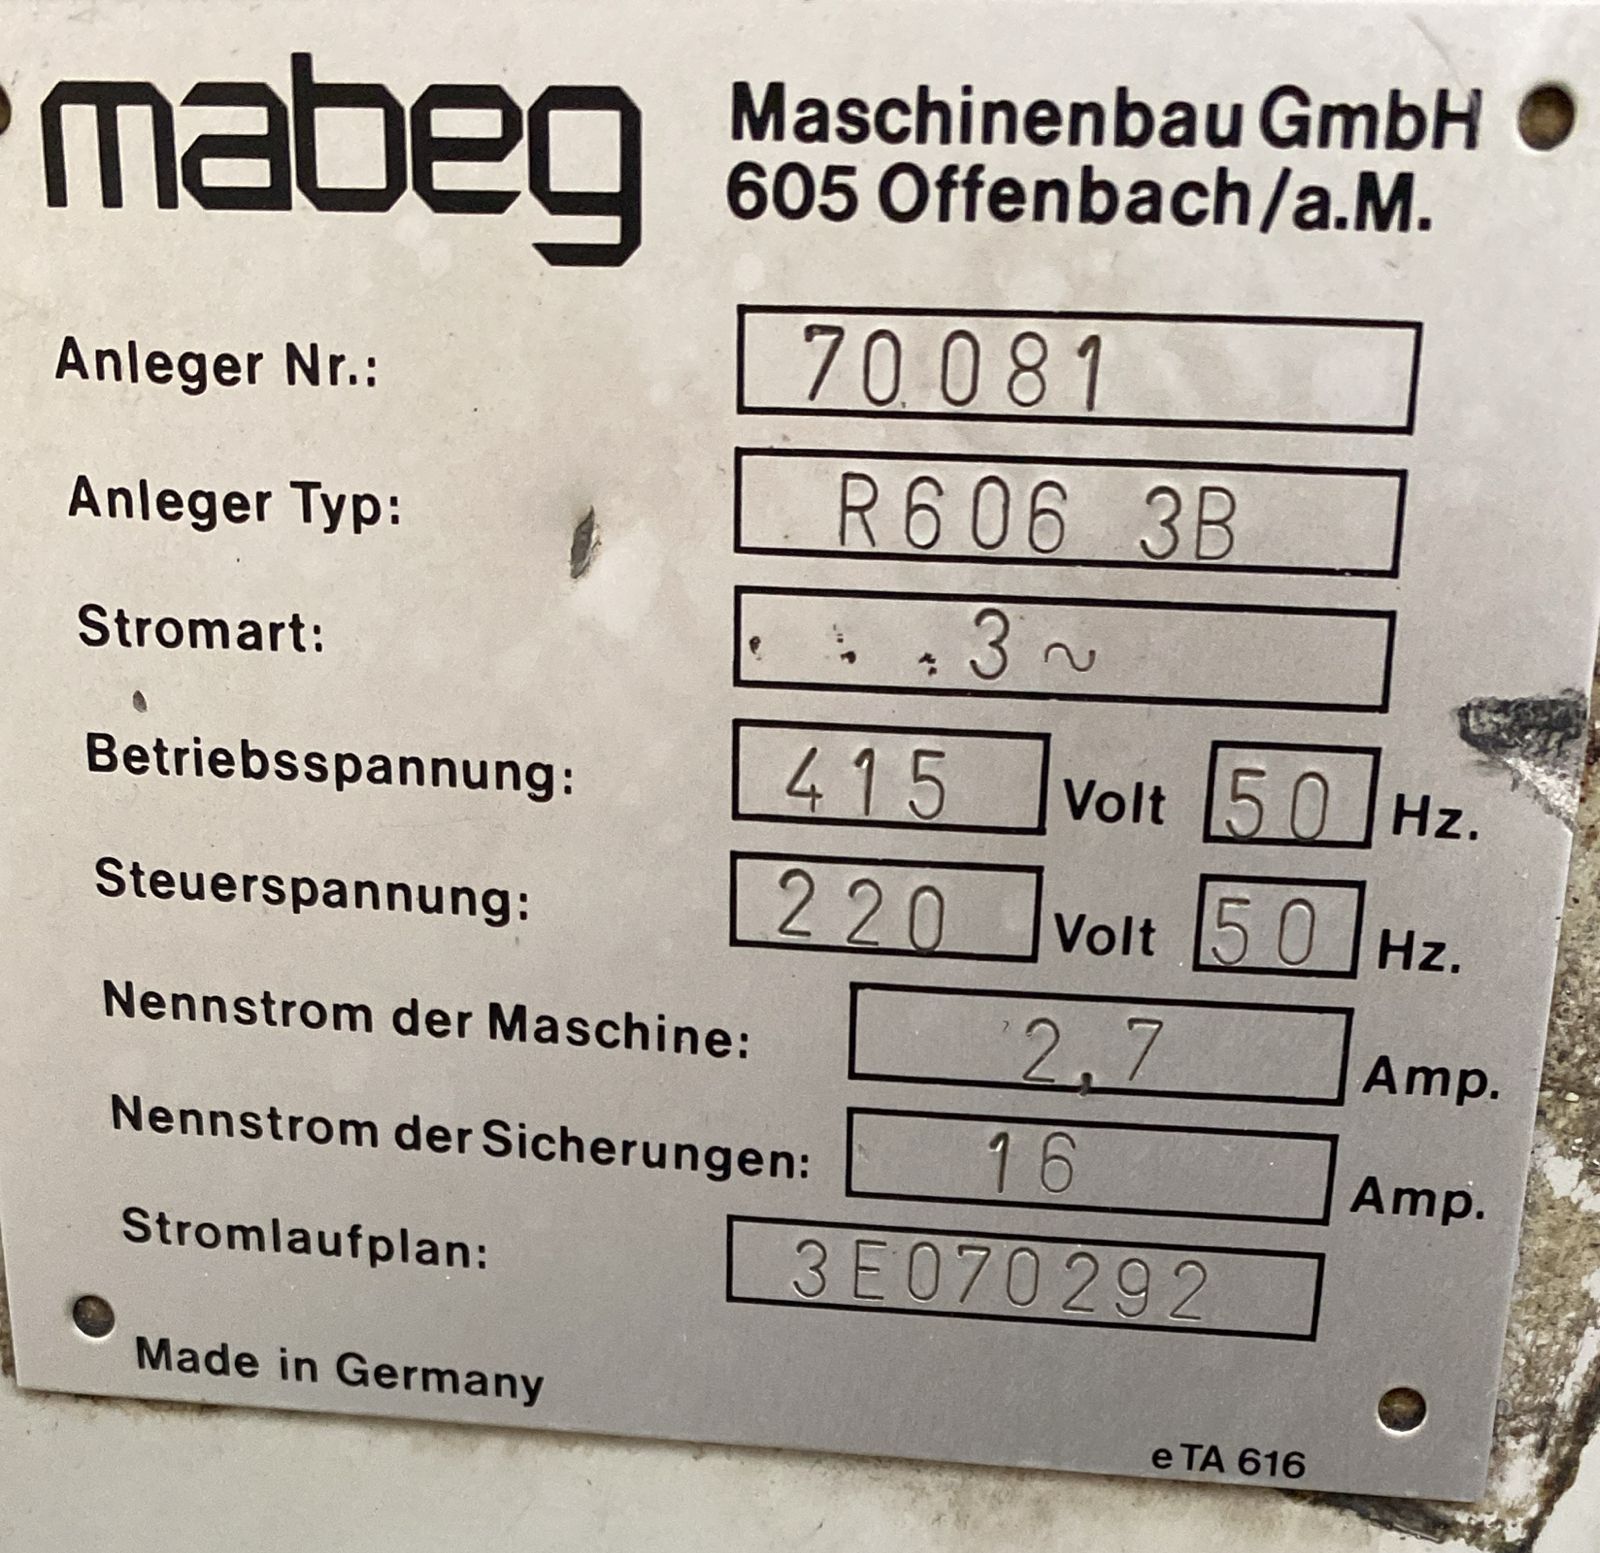 mabeg
Maschinenbau GmbH
605 Offenbach/a.M.
Anleger Nr.: 70081
Anleger Typ: R606 3B
Stromart: 3~
Betriebsspannung: 415 Volt 50 Hz.
Steuerspannung: 220 Volt 50 Hz.
Nennstrom der Maschine: 2,7 Amp.
Nennstrom der Sicherungen: 16 Amp.
Stromlaufplan: 3E070292
Made in Germany
eTA 616